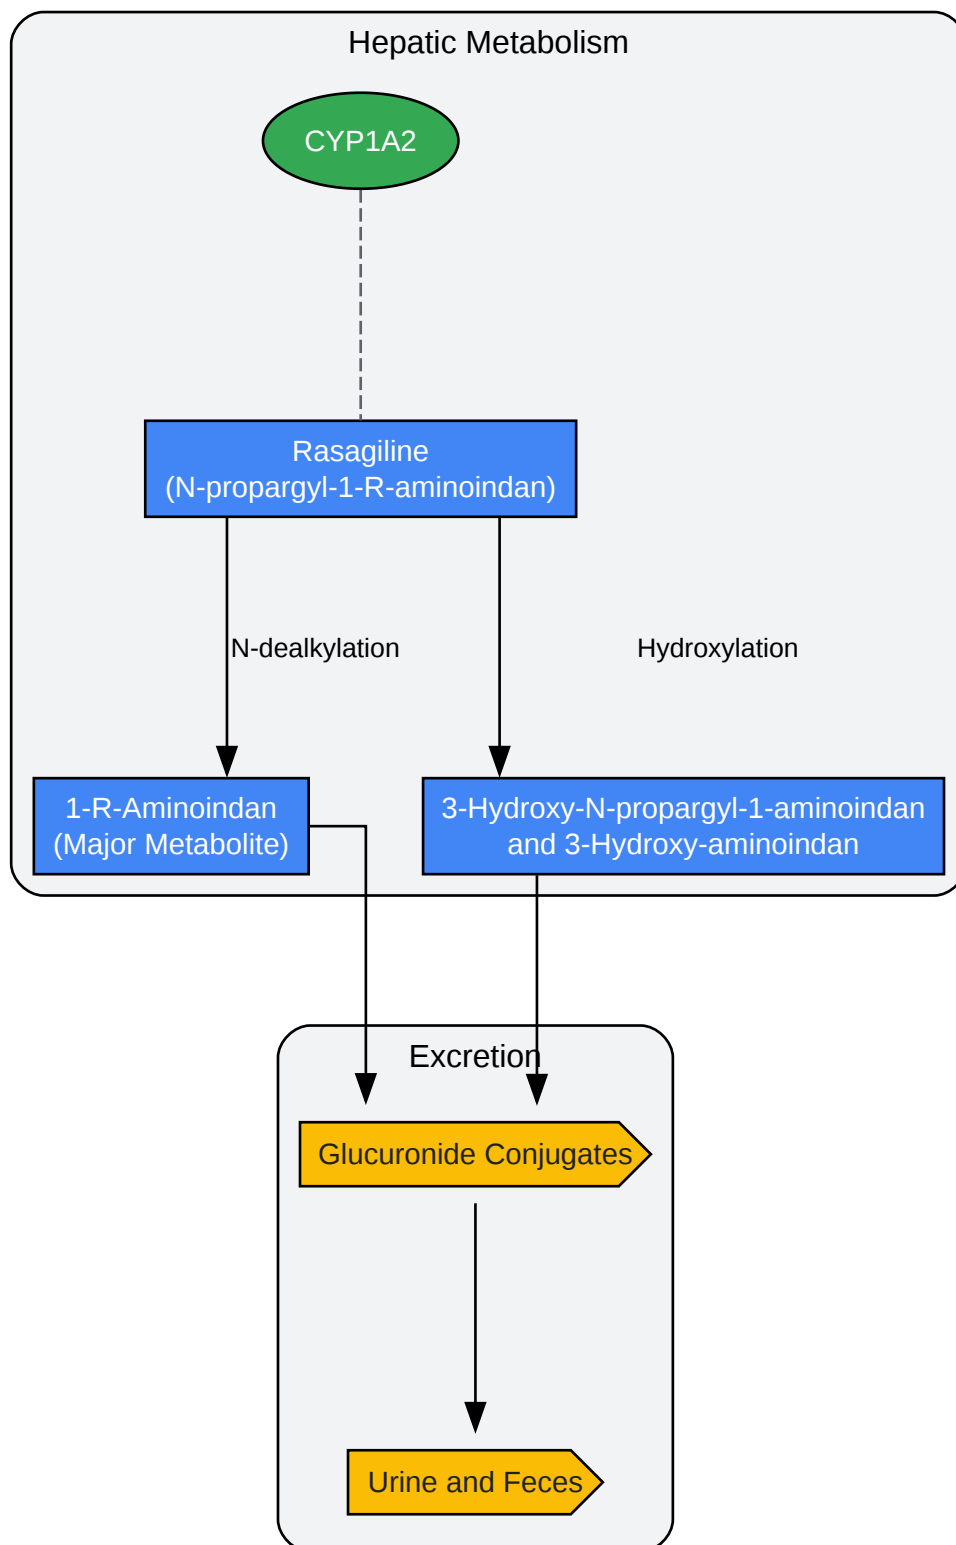 Hepatic Metabolism
CYP1A2
Rasagiline
(N-propargyl-1-R-aminoindan)
N-dealkylation
Hydroxylation
1-R-Aminoindan
(Major Metabolite)
3-Hydroxy-N-propargyl-1-aminoindan
and 3-Hydroxy-aminoindan
Excretion
Glucuronide Conjugates
Urine and Feces